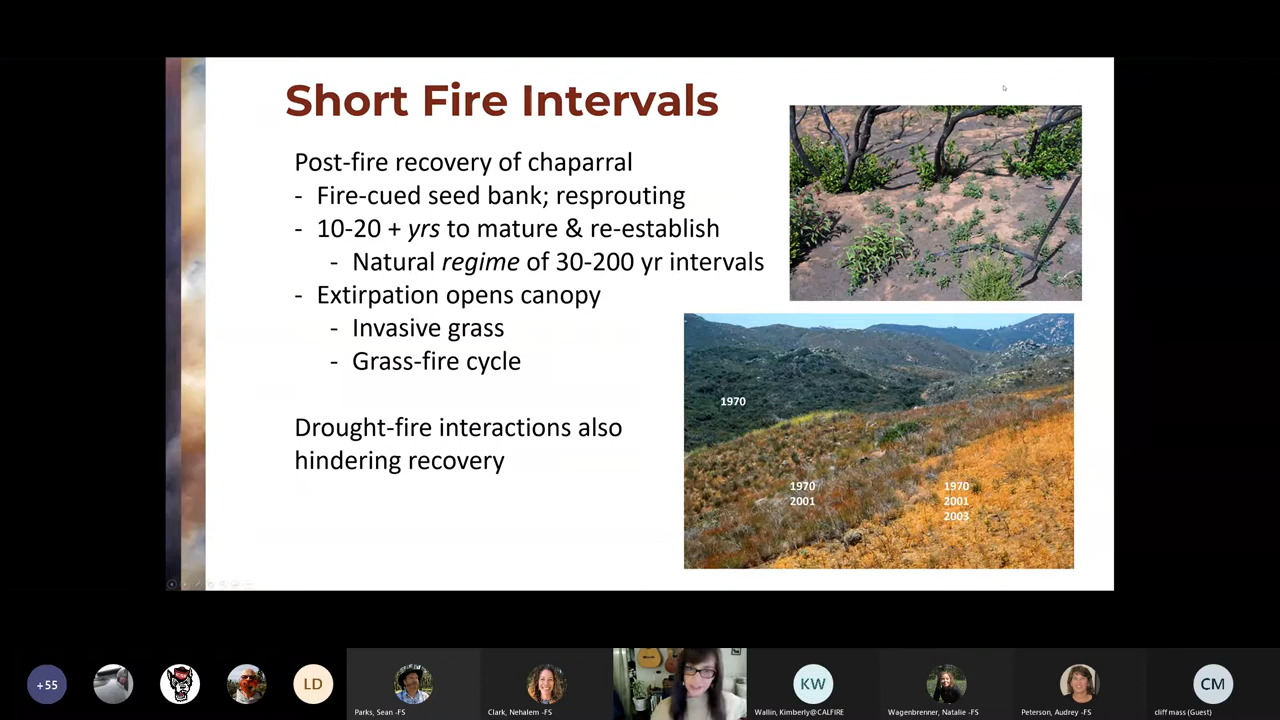 Short Fire Intervals
Post-fire recovery of chaparral
- Fire-cued seed bank; resprouting
- 10-20 + yrs to mature & re-establish
- Natural regime of 30-200 yr intervals
- Extirpation opens canopy
- Invasive grass
- Grass-fire cycle
Drought-fire interactions also
hindering recovery
1970
1970
2001
1970
2001
2003
+55
LD
Parks, Sean -FS
Clark, Nehalem -FS
KW
Wallin, Kimberly@CALFIRE
Wagenbrenner, Natalie -FS
Peterson, Audrey -FS
CM
cliff mass (Guest)